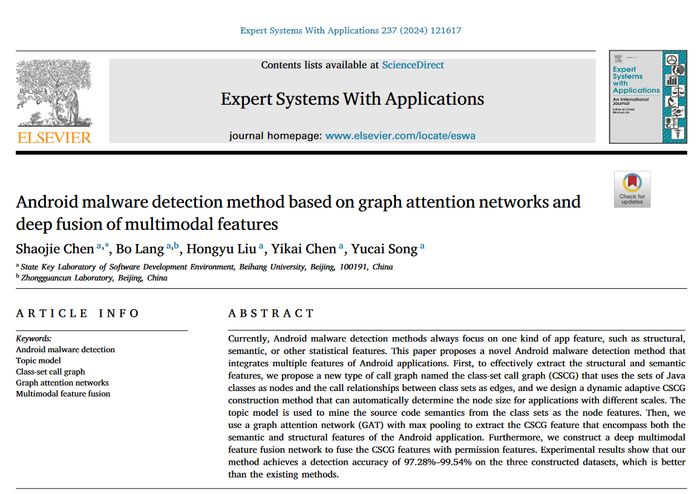 Expert Systems With Applications 237 (2024) 121617
Contents lists available at ScienceDirect
Expert Systems With Applications
journal homepage: www.elsevier.com/locate/eswa
ELSEVIER
Expert
Systems
with
Applications
An International
Journal
Android malware detection method based on graph attention networks and
deep fusion of multimodal features
Check for
updates
Shaojie Chen a,*, Bo Lang a,b, Hongyu Liu a, Yikai Chen a, Yucai Song a
a State Key Laboratory of Software Development Environment, Beihang University, Beijing, 100191, China
b Zhongguancun Laboratory, Beijing, China
ARTICLE INFO
Keywords:
Android malware detection
Topic model
Class-set call graph
Graph attention networks
Multimodal feature fusion
ABSTRACT
Currently, Android malware detection methods always focus on one kind of app feature, such as structural,
semantic, or other statistical features. This paper proposes a novel Android malware detection method that
integrates multiple features of Android applications. First, to effectively extract the structural and semantic
features, we propose a new type of call graph named the class-set call graph (CSCG) that uses the sets of Java
classes as nodes and the call relationships between class sets as edges, and we design a dynamic adaptive CSCG
construction method that can automatically determine the node size for applications with different scales. The
topic model is used to mine the source code semantics from the class sets as the node features. Then, we
use a graph attention network (GAT) with max pooling to extract the CSCG feature that encompass both the
semantic and structural features of the Android application. Furthermore, we construct a deep multimodal
feature fusion network to fuse the CSCG features with permission features. Experimental results show that our
method achieves a detection accuracy of 97.28%–99.54% on the three constructed datasets, which is better
than the existing methods.